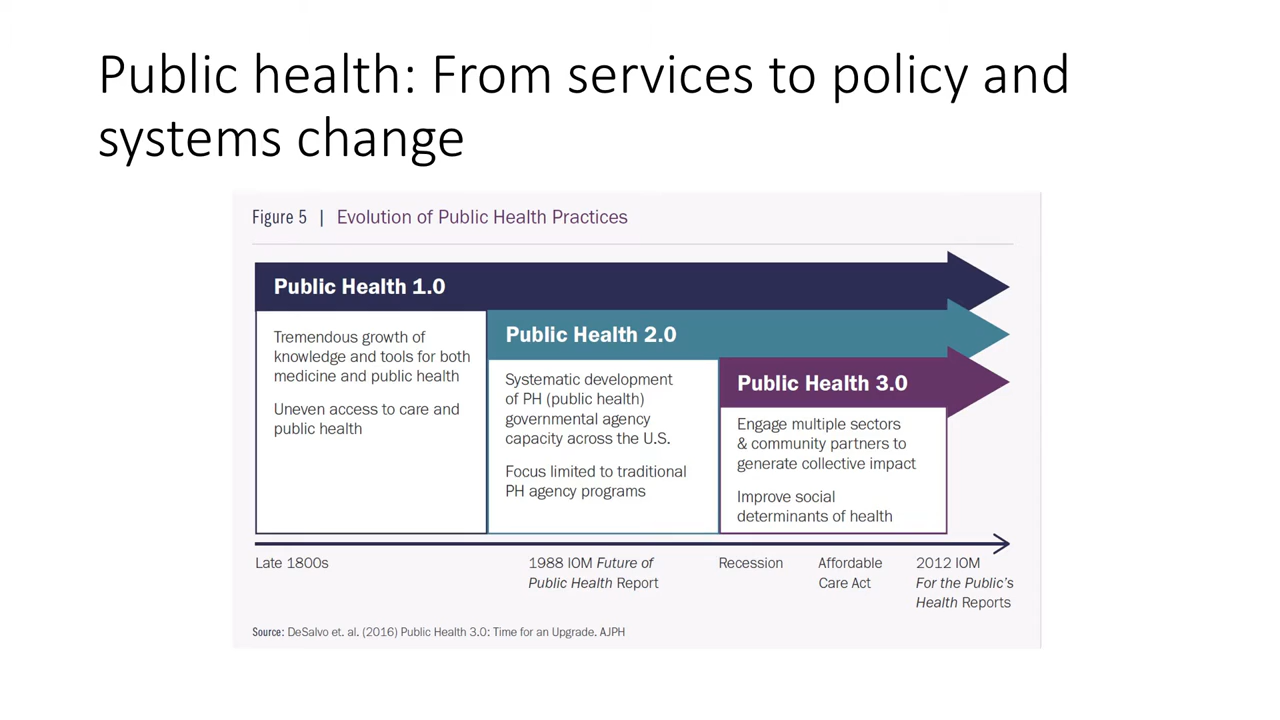 Public health: From services to policy and
systems change
Figure 5 | Evolution of Public Health Practices
Public Health 1.0
Tremendous growth of
knowledge and tools for both
medicine and public health
Uneven access to care and
public health
Public Health 2.0
Systematic development
of PH (public health)
governmental agency
capacity across the U.S.
Focus limited to traditional
PH agency programs
Public Health 3.0
Engage multiple sectors
& community partners to
generate collective impact
Improve social
determinants of health
Late 1800s
1988 IOM Future of
Public Health Report
Recession
Affordable
Care Act
2012 IOM
For the Public's
Health Reports
Source: DeSalvo et. al. (2016) Public Health 3.0: Time for an Upgrade. AJPH